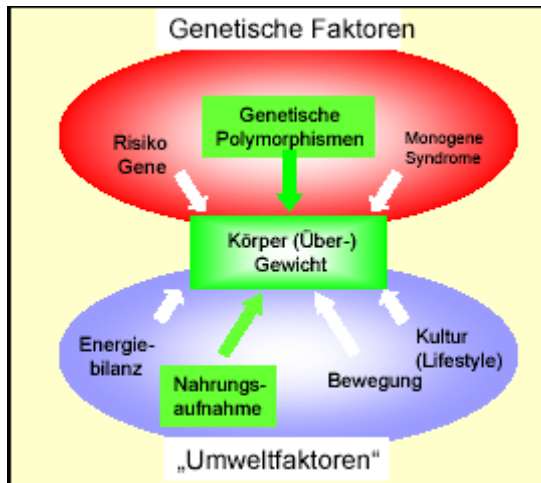 Genetische Faktoren
Genetische
Polymorphismen
Risiko
Gene
Monogene
Syndrome
Körper (Über-)
Gewicht
Energie-
bilanz
Nahrungs-
aufnahme
Bewegung
Kultur
(Lifestyle)
„Umweltfaktoren“